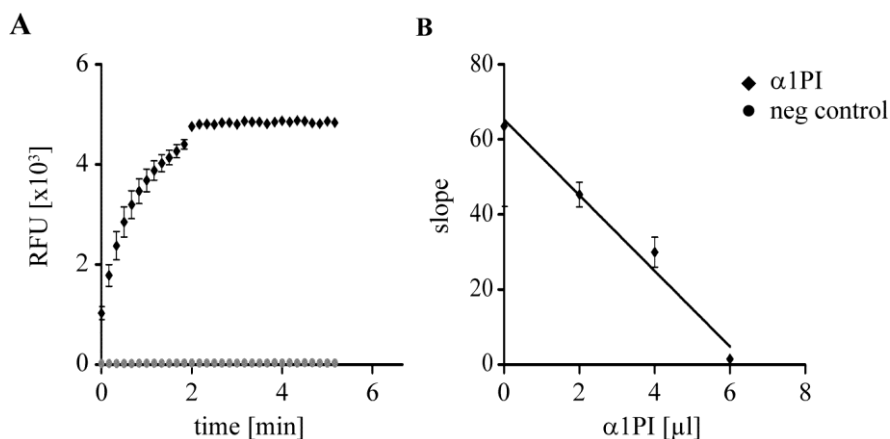 A
RFU [x10³]
6
4
2
0
0 2 4 6
time [min]
B
slope
80
60
40
20
0
0 2 4 6 8
α1PI [µl]
α1PI
neg control